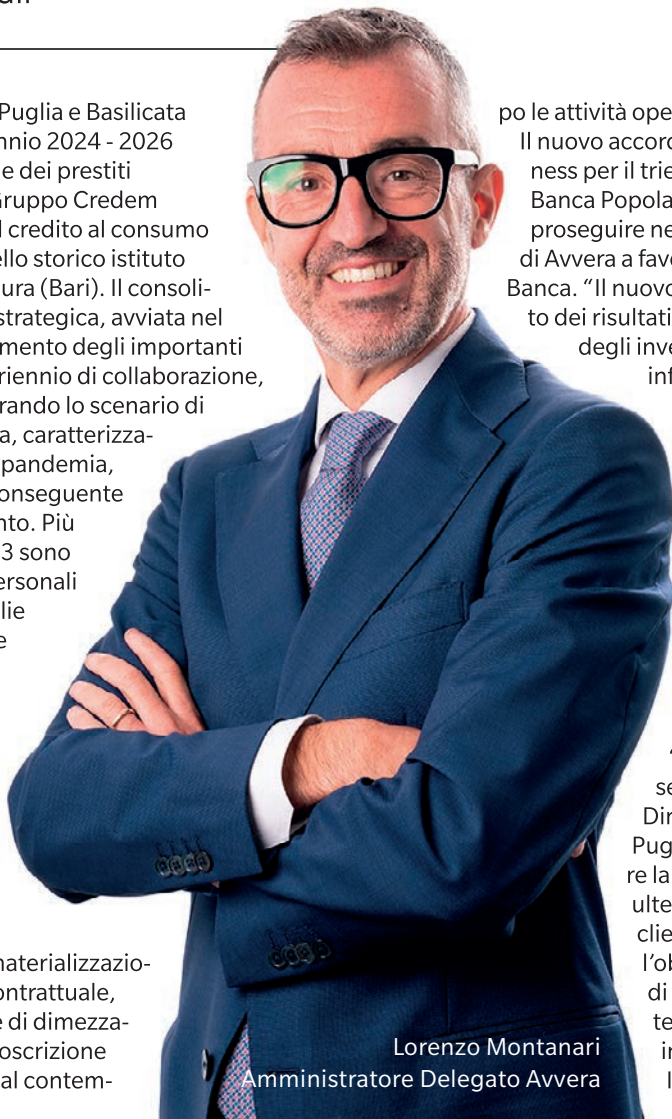 Puglia e Basilicata
nnio 2024 - 2026
e dei prestiti
Gruppo Credem
l credito al consumo
ello storico istituto
ura (Bari). Il consoli-
strategica, avviata nel
mento degli importanti
riennio di collaborazione,
rando lo scenario di
a, caratterizza-
pandemia,
onseguente
nto. Più
3 sono
ersonali
lie
e
naterializzazio-
ontrattuale,
e di dimezza-
oscrizione
al contem-
po le attività ope
Il nuovo accord
ness per il trie
Banca Popola
proseguire ne
di Avvera a favo
Banca. “Il nuovo
to dei risultati
degli inve
inf
se
Dir
Pug
re la
ulte
clie
l’ob
di
te
in
Lorenzo Montanari
Amministratore Delegato Avvera